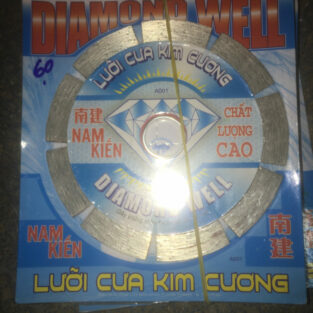 DIAMOND WELL
60
LƯỠI CƯA KIM CƯƠNG
A001
南建
NAM KIẾN
CHẤT LƯỢNG CAO
DIAMOND WELL
NAM KIẾN
南建
A001
LƯỠI CƯA KIM CƯƠNG